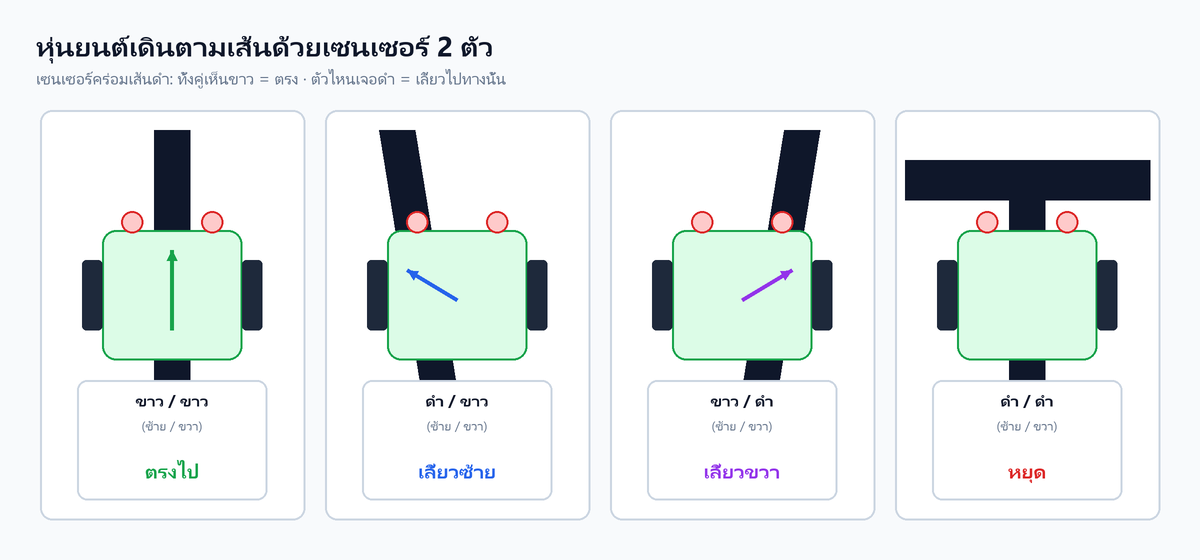 หุ่นยนต์เดินตามเส้นด้วยเซนเซอร์ 2 ตัว
เซนเซอร์คร่อมเส้นดำ: ทั้งคู่เห็นขาว = ตรง · ตัวไหนเจอดำ = เลี้ยวไปทางนั้น
ขาว / ขาว
(ซ้าย / ขวา)
ตรงไป
ดำ / ขาว
(ซ้าย / ขวา)
เลี้ยวซ้าย
ขาว / ดำ
(ซ้าย / ขวา)
เลี้ยวขวา
ดำ / ดำ
(ซ้าย / ขวา)
หยุด